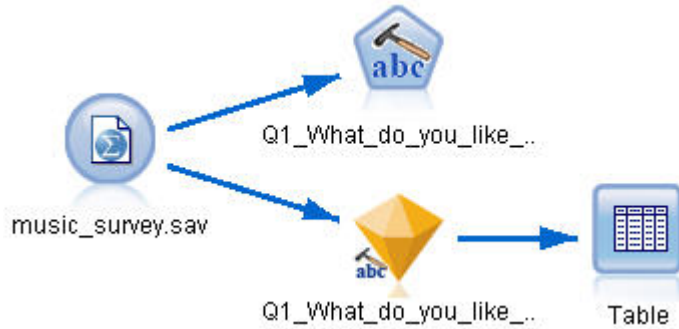 abc
Q1_What_do_you_like_..
music_survey.sav
abc
Q1_What_do_you_like_..
Table